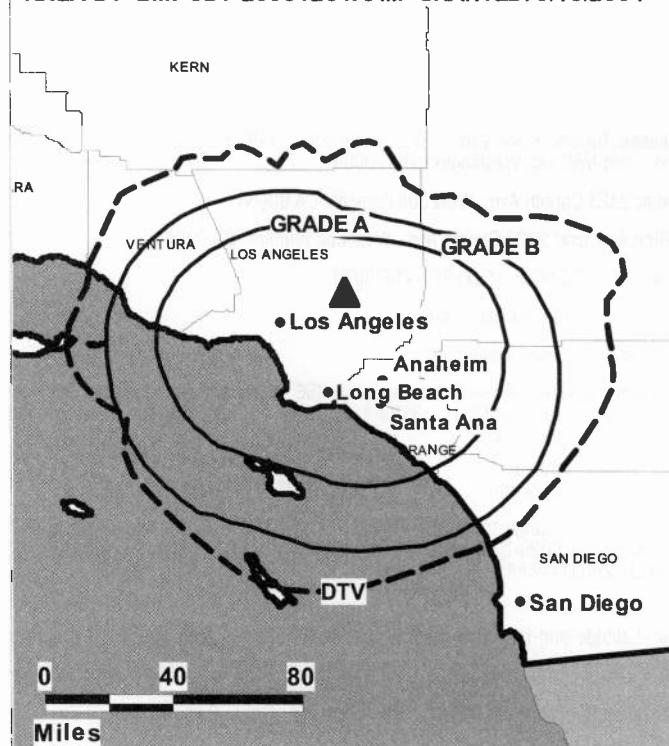 KERN
RA
VENTURA
GRADE A
GRADE B
LOS ANGELES
Los Angeles
Anaheim
Long Beach
Santa Ana
RANGE
SAN DIEGO
DTV
San Diego
0 40 80
Miles